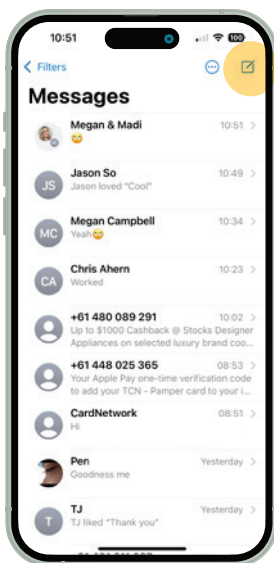 10:51
100
Filters
Messages
Megan & Madi 10:51
JS Jason So 10:49
Jason loved "Cool"
MC Megan Campbell 10:34
Yeah
CA Chris Ahern 10:23
Worked
+61 480 089 291 10:02
Up to $1000 Cashback @ Stocks Designer
Appliances on selected luxury brand coo...
+61 448 025 365 08:53
Your Apple Pay one-time verification code
to add your TCN - Pamper card to your i...
CardNetwork 08:51
Hi
Pen Yesterday
Goodness me
T TJ Yesterday
TJ liked "Thank you"